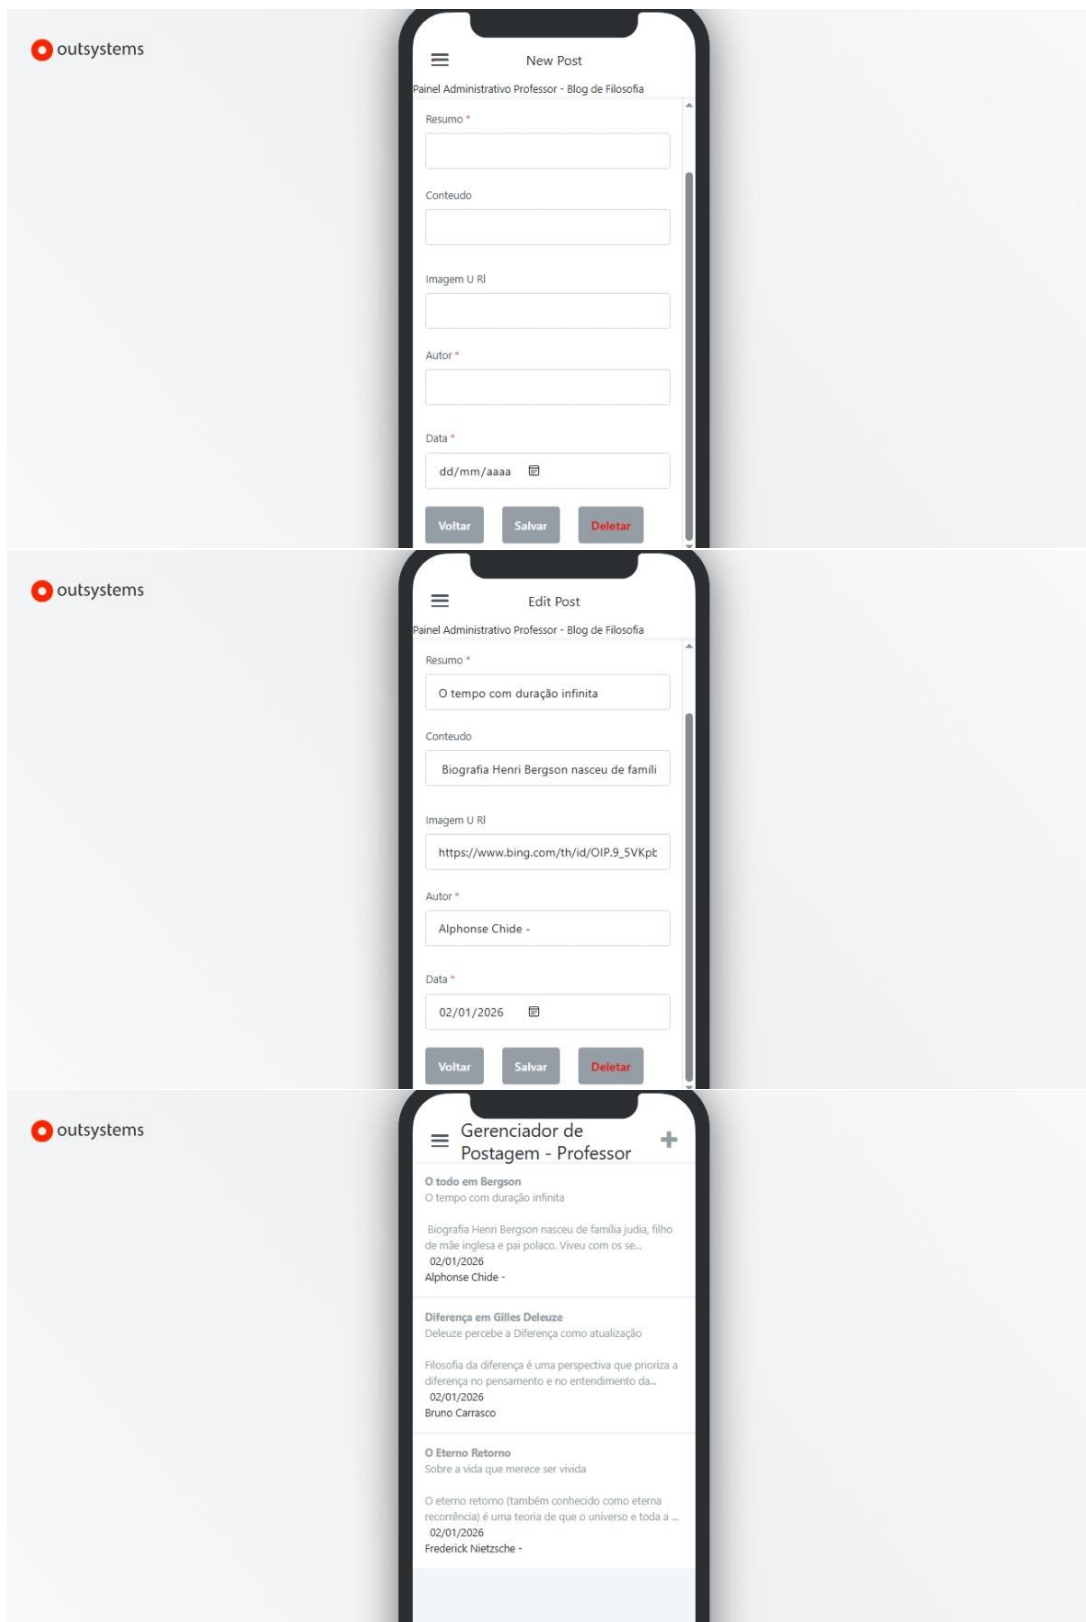 outsystems
New Post
Painel Administrativo Professor - Blog de Filosofia
Resumo *
Conteudo
Imagem U Rl
Autor *
Data *
dd/mm/aaaa
Voltar Salvar Deletar
outsystems
Edit Post
Painel Administrativo Professor - Blog de Filosofia
Resumo *
O tempo com duração infinita
Conteudo
Biografia Henri Bergson nasceu de famíli
Imagem U Rl
https://www.bing.com/th/id/OIP.9_5VKpt
Autor *
Alphonse Chide -
Data *
02/01/2026
Voltar Salvar Deletar
outsystems
Gerenciador de
Postagem - Professor
O todo em Bergson
O tempo com duração infinita
Biografia Henri Bergson nasceu de família judia, filho
de mãe inglesa e pai polaco. Viveu com os se...
02/01/2026
Alphonse Chide -
Diferença em Gilles Deleuze
Deleuze percebe a Diferença como atualização
Filosofia da diferença é uma perspectiva que prioriza a
diferença no pensamento e no entendimento da...
02/01/2026
Bruno Carrasco
O Eterno Retorno
Sobre a vida que merece ser vivida
O eterno retorno (também conhecido como eterna
recorrência) é uma teoria de que o universo e toda a ...
02/01/2026
Frederick Nietzsche -